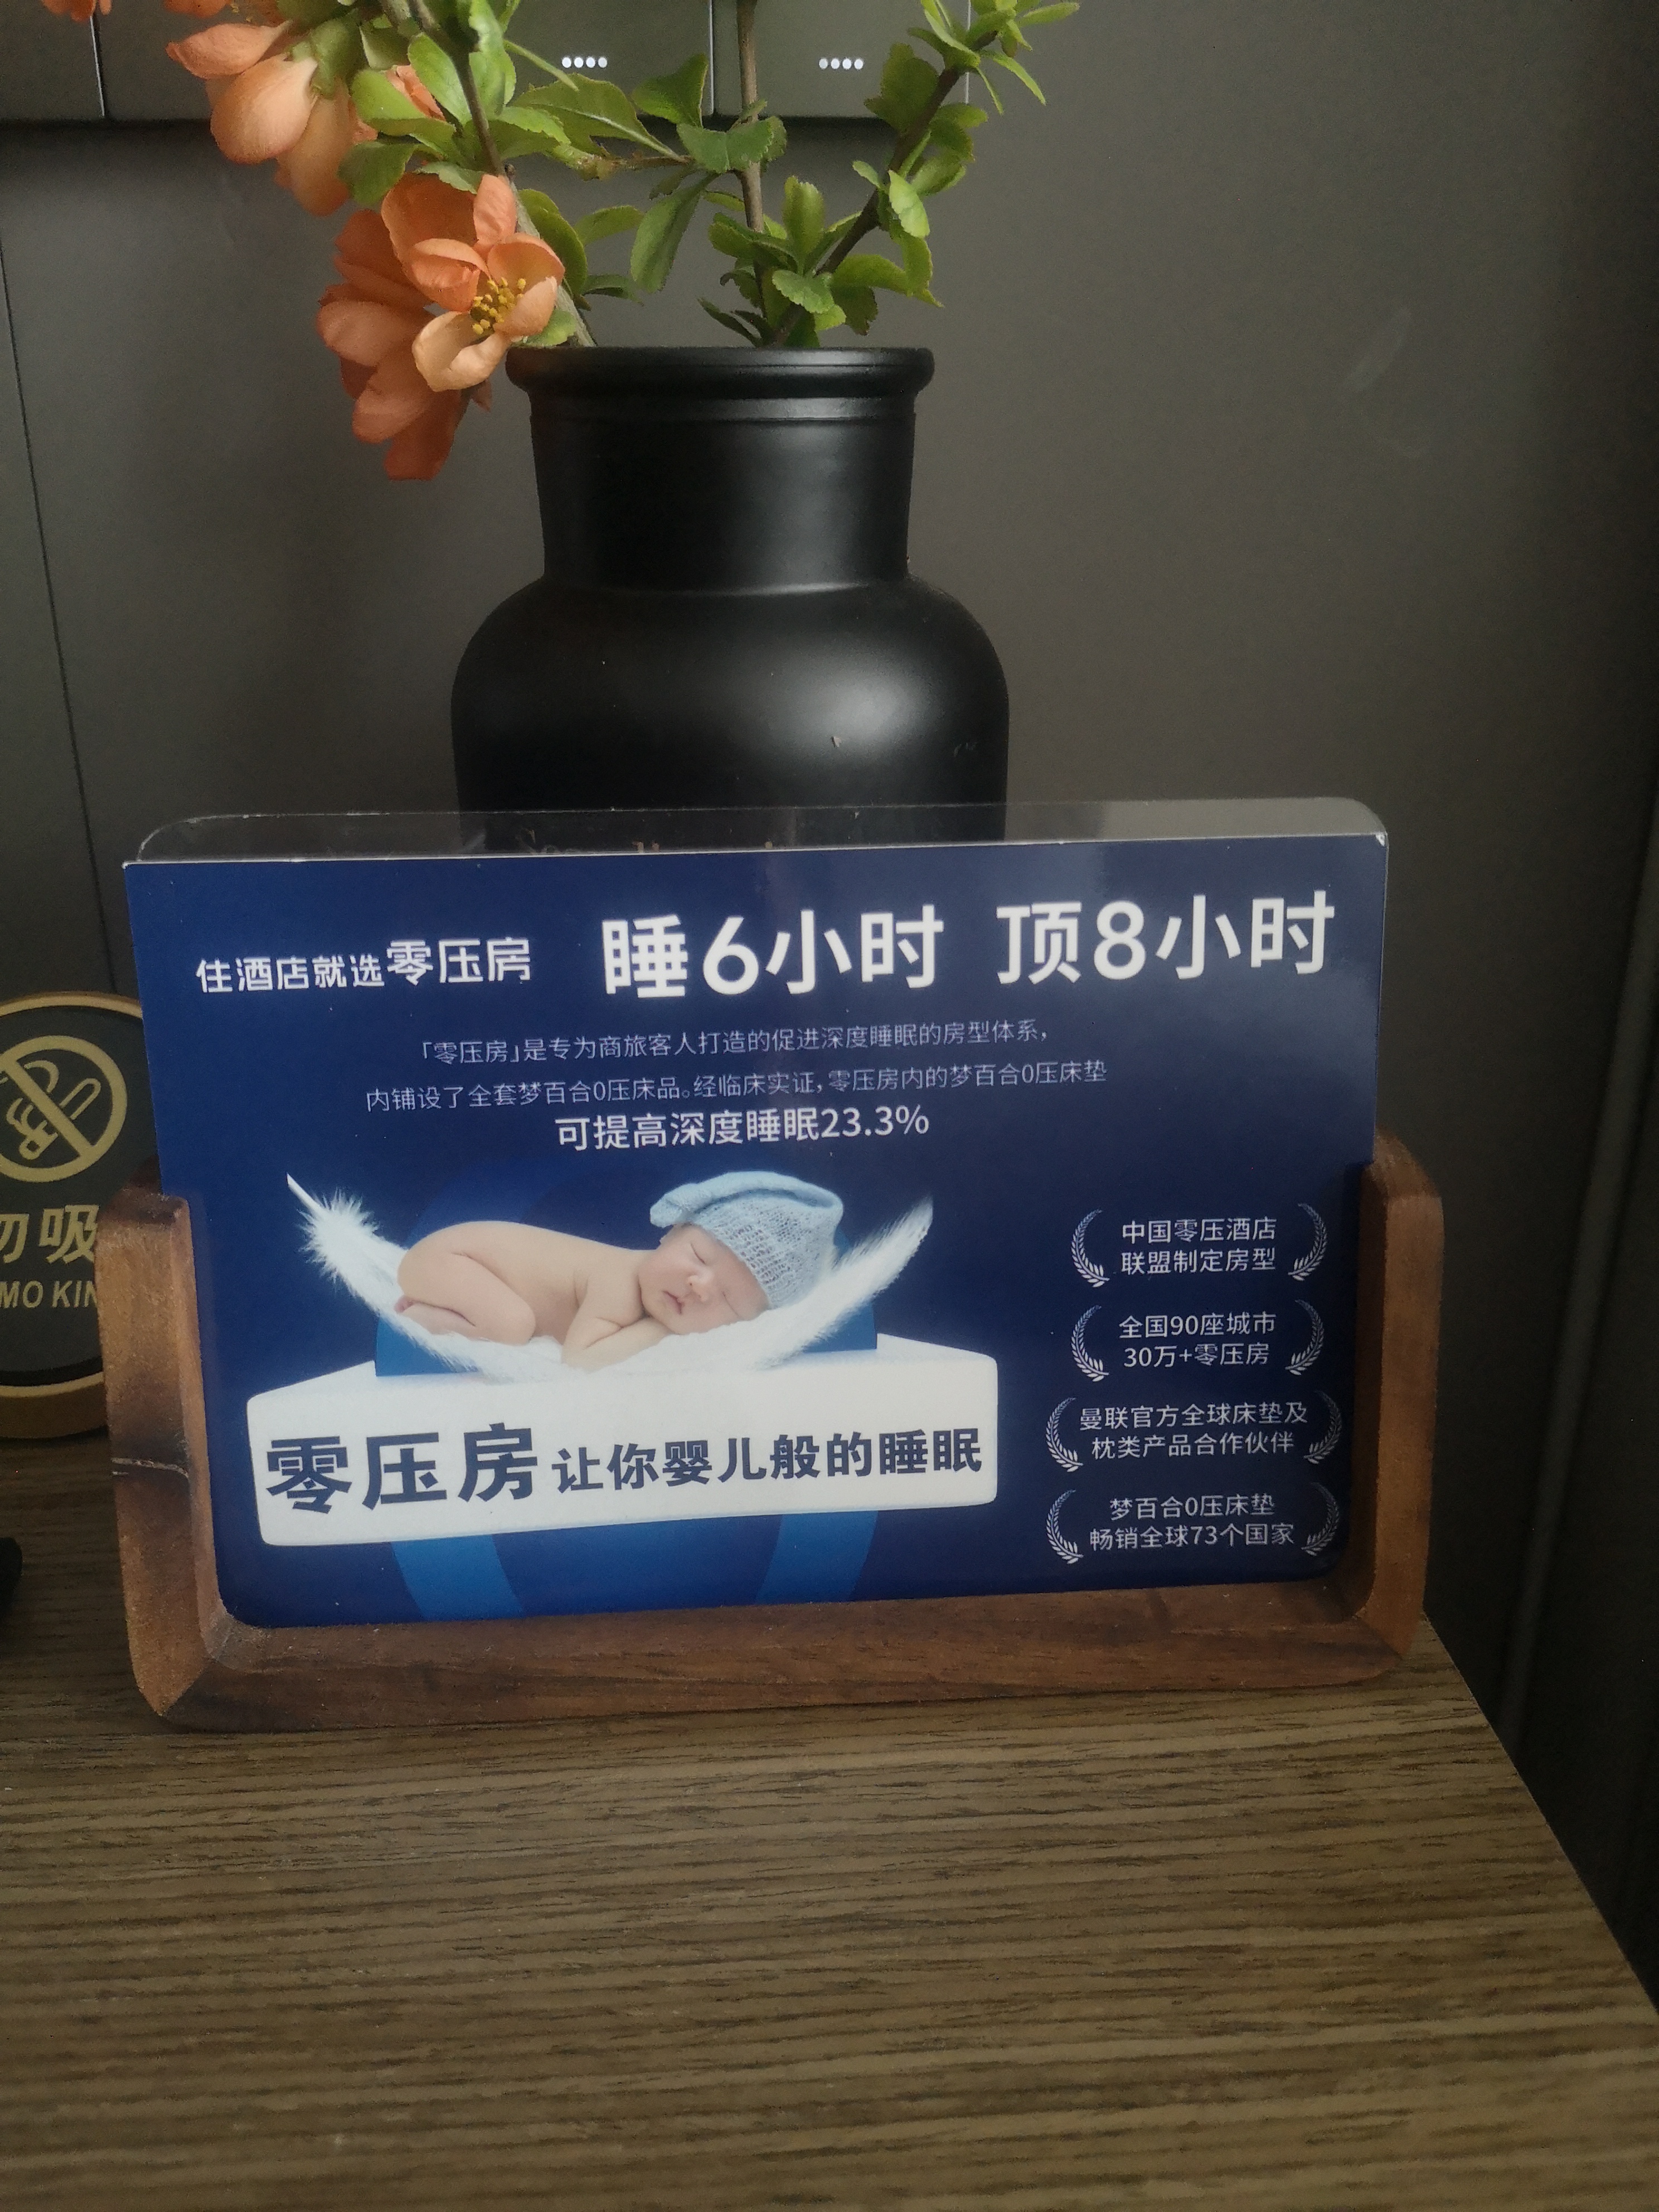 住酒店就选零压房 睡6小时 顶8小时
「零压房」是专为商旅客人打造的促进深度睡眠的房型体系，
内铺设了全套梦百合0压床品。经临床实证，零压房内的梦百合0压床垫
可提高深度睡眠23.3%
中国零压酒店
联盟制定房型
全国90座城市
30万+零压房
曼联官方全球床垫及
枕类产品合作伙伴
梦百合0压床垫
畅销全球73个国家
零压房 让你婴儿般的睡眠
勿吸
MOKIN